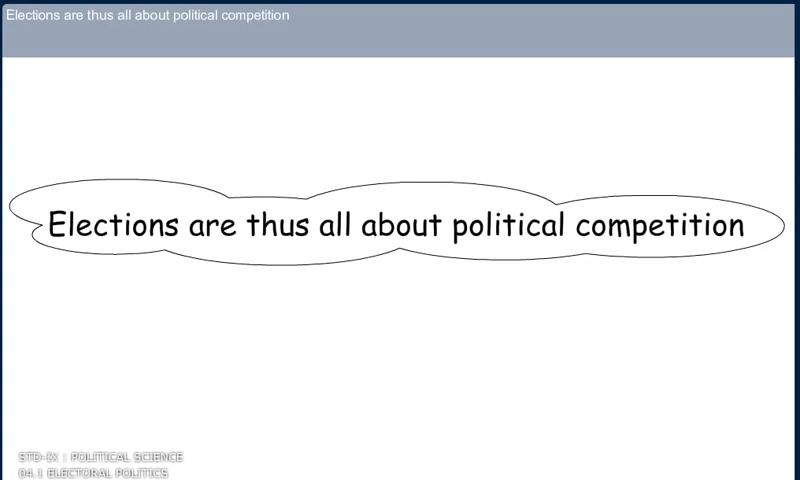 Elections are thus all about political competition
Elections are thus all about political competition
STD-IX : POLITICAL SCIENCE
04.1 ELECTORAL POLITICS